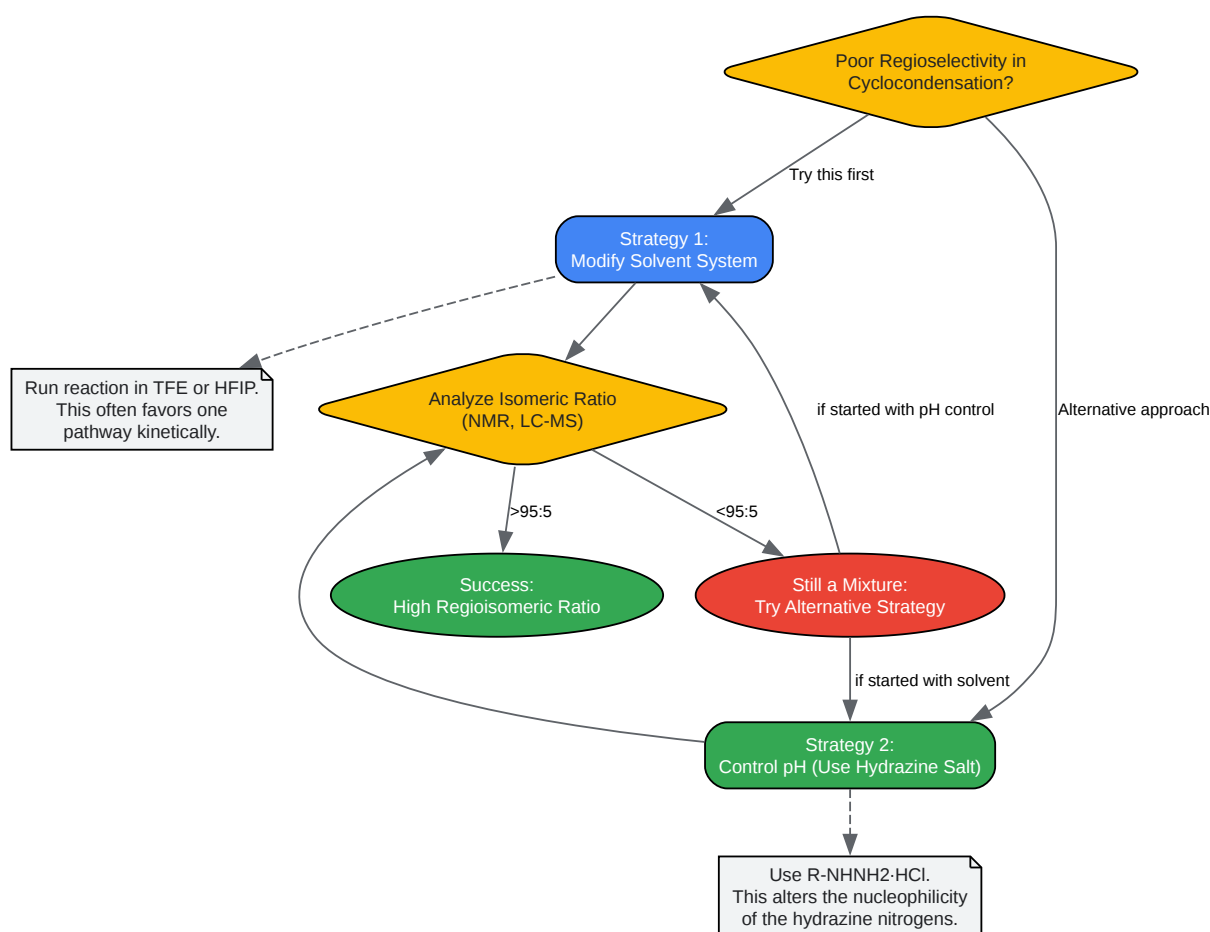 Poor Regioselectivity in
Cyclocondensation?
Try this first
Strategy 1:
Modify Solvent System
Run reaction in TFE or HFIP.
This often favors one
pathway kinetically.
Analyze Isomeric Ratio
(NMR, LC-MS)
if started with pH control
Alternative approach
>95:5
<95:5
Success:
High Regioisomeric Ratio
Still a Mixture:
Try Alternative Strategy
if started with solvent
Strategy 2:
Control pH (Use Hydrazine Salt)
Use R-NHNH2·HCl.
This alters the nucleophilicity
of the hydrazine nitrogens.